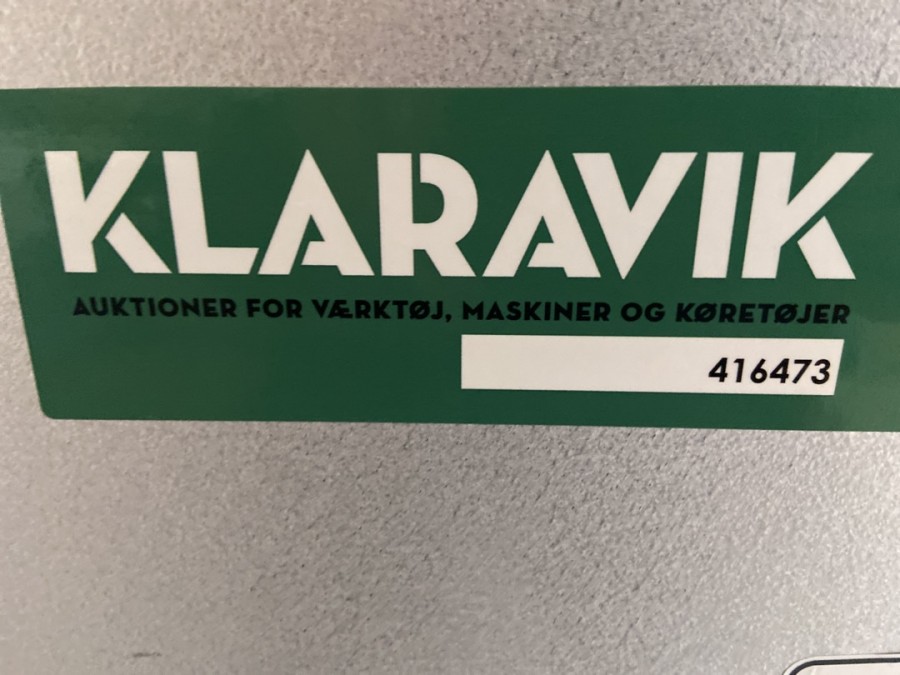 KLARAVIK
AUKTIONER FOR VÆRKTØJ, MASKINER OG KØRETØJER
416473